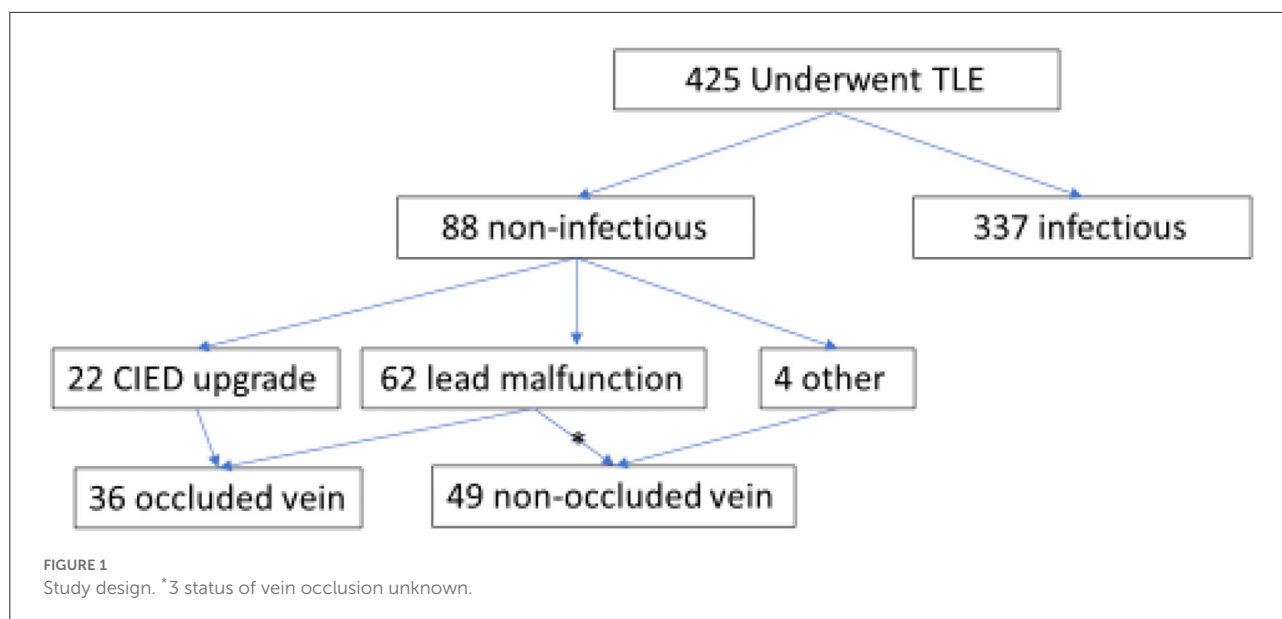 425 Underwent TLE
88 non-infectious
337 infectious
22 CIED upgrade
62 lead malfunction
4 other
*
36 occluded vein
49 non-occluded vein
FIGURE 1
Study design. *3 status of vein occlusion unknown.